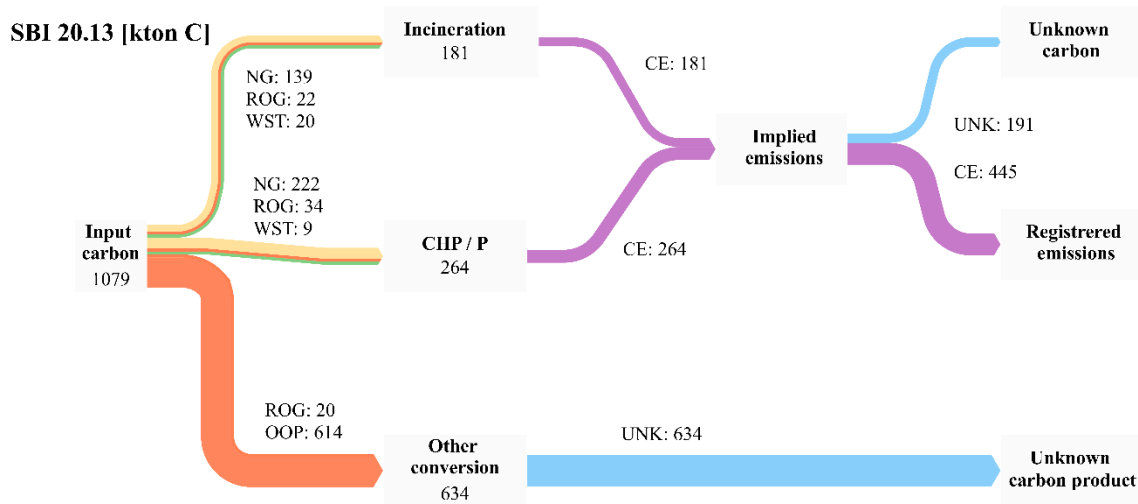 SBI 20.13 [kton C]
Incineration
181
NG: 139
ROG: 22
WST: 20
CE: 181
Unknown
carbon
Implied
emissions
UNK: 191
CE: 445
NG: 222
ROG: 34
WST: 9
Input
carbon
1079
CHP / P
264
CE: 264
Registrered
emissions
ROG: 20
OOP: 614
Other
conversion
634
UNK: 634
Unknown
carbon product